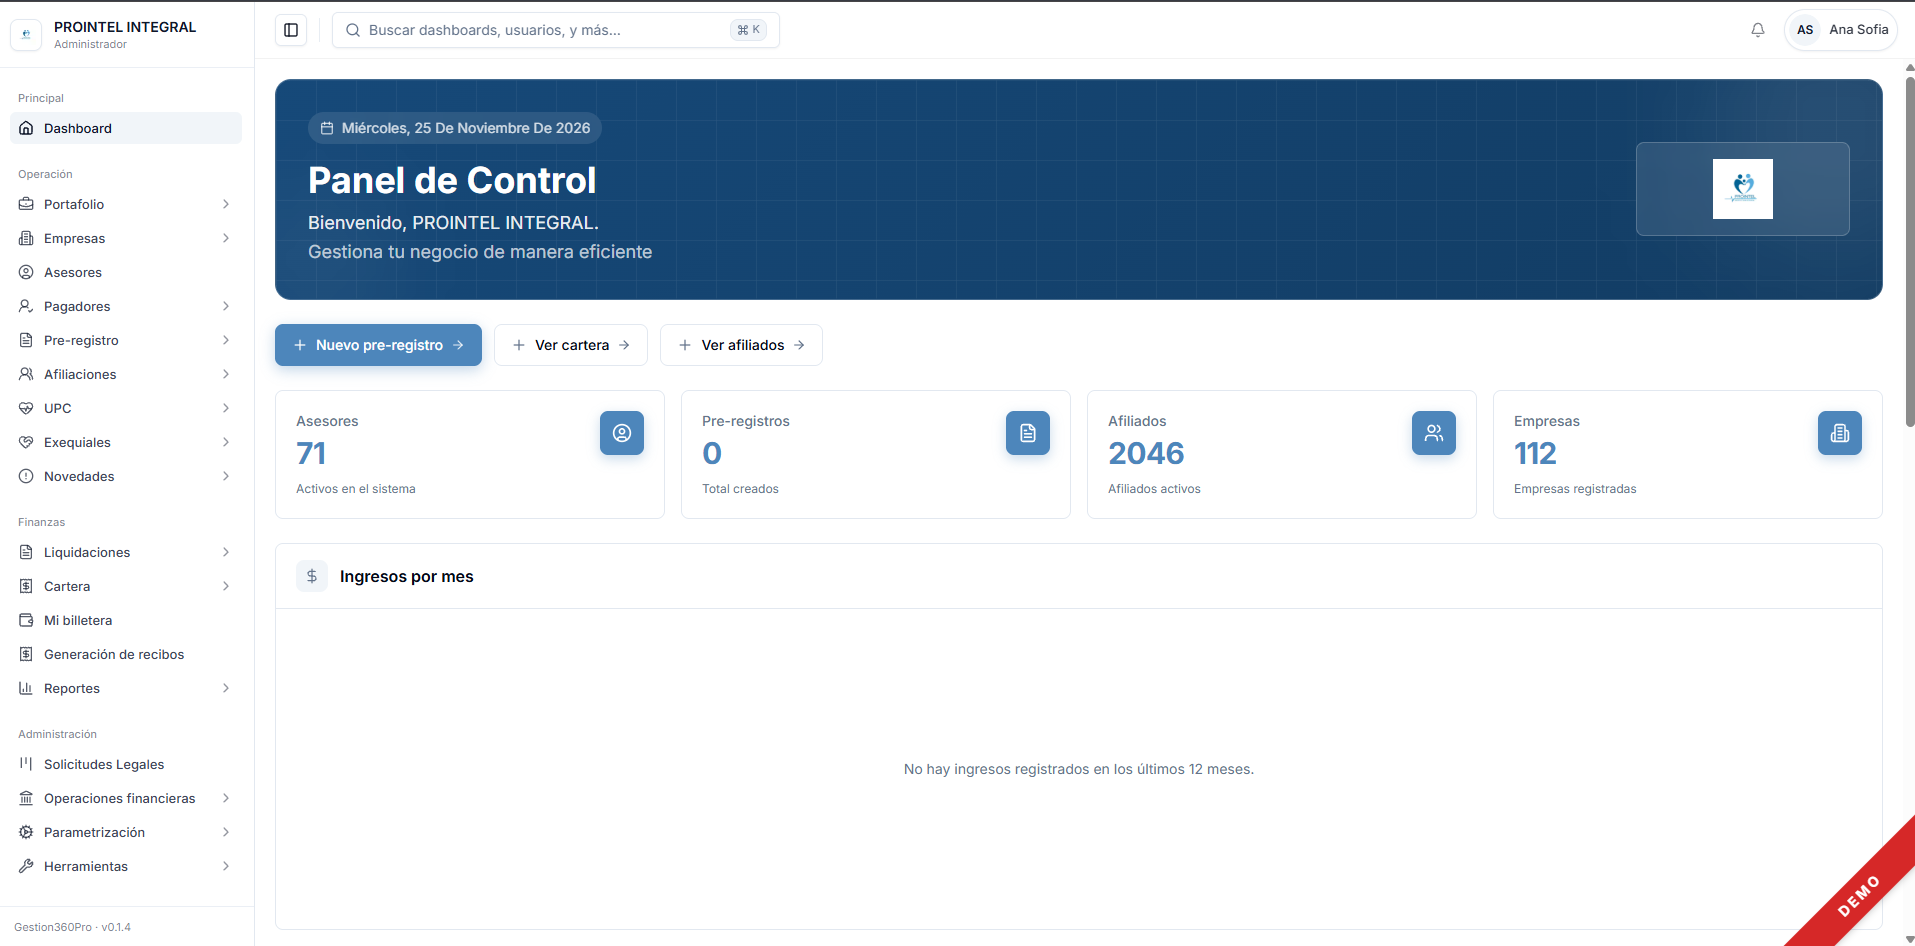 PROINTEL INTEGRAL
Administrador
Buscar dashboards, usuarios, y más...
⌘ K
AS
Ana Sofia
Principal
Dashboard
Operación
Portafolio
Empresas
Asesores
Pagadores
Pre-registro
Afiliaciones
UPC
Exequiales
Novedades
Finanzas
Liquidaciones
Cartera
Mi billetera
Generación de recibos
Reportes
Administración
Solicitudes Legales
Operaciones financieras
Parametrización
Herramientas
Gestion360Pro · v0.1.4
Miércoles, 25 De Noviembre De 2026
Panel de Control
Bienvenido, PROINTEL INTEGRAL.
Gestiona tu negocio de manera eficiente
PROINTEL
Nuevo pre-registro
Ver cartera
Ver afiliados
Asesores
71
Activos en el sistema
Pre-registros
0
Total creados
Afiliados
2046
Afiliados activos
Empresas
112
Empresas registradas
Ingresos por mes
No hay ingresos registrados en los últimos 12 meses.
DEMO